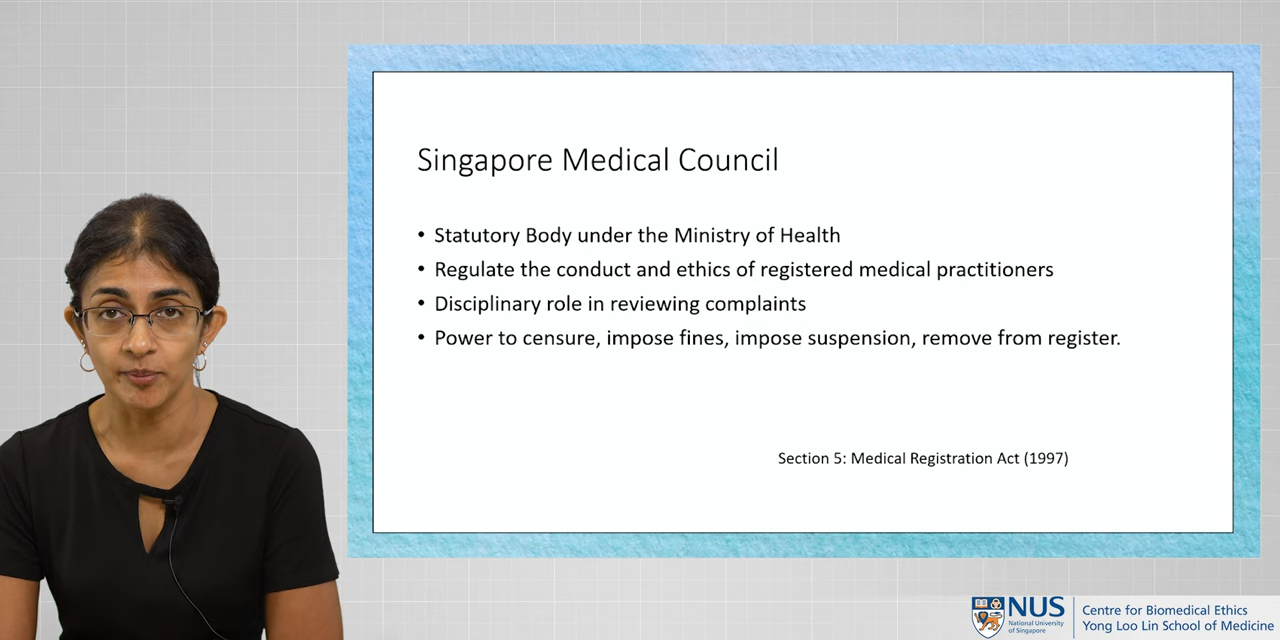 Singapore Medical Council
• Statutory Body under the Ministry of Health
• Regulate the conduct and ethics of registered medical practitioners
• Disciplinary role in reviewing complaints
• Power to censure, impose fines, impose suspension, remove from register.
Section 5: Medical Registration Act (1997)
NUS
National University
of Singapore
Centre for Biomedical Ethics
Yong Loo Lin School of Medicine